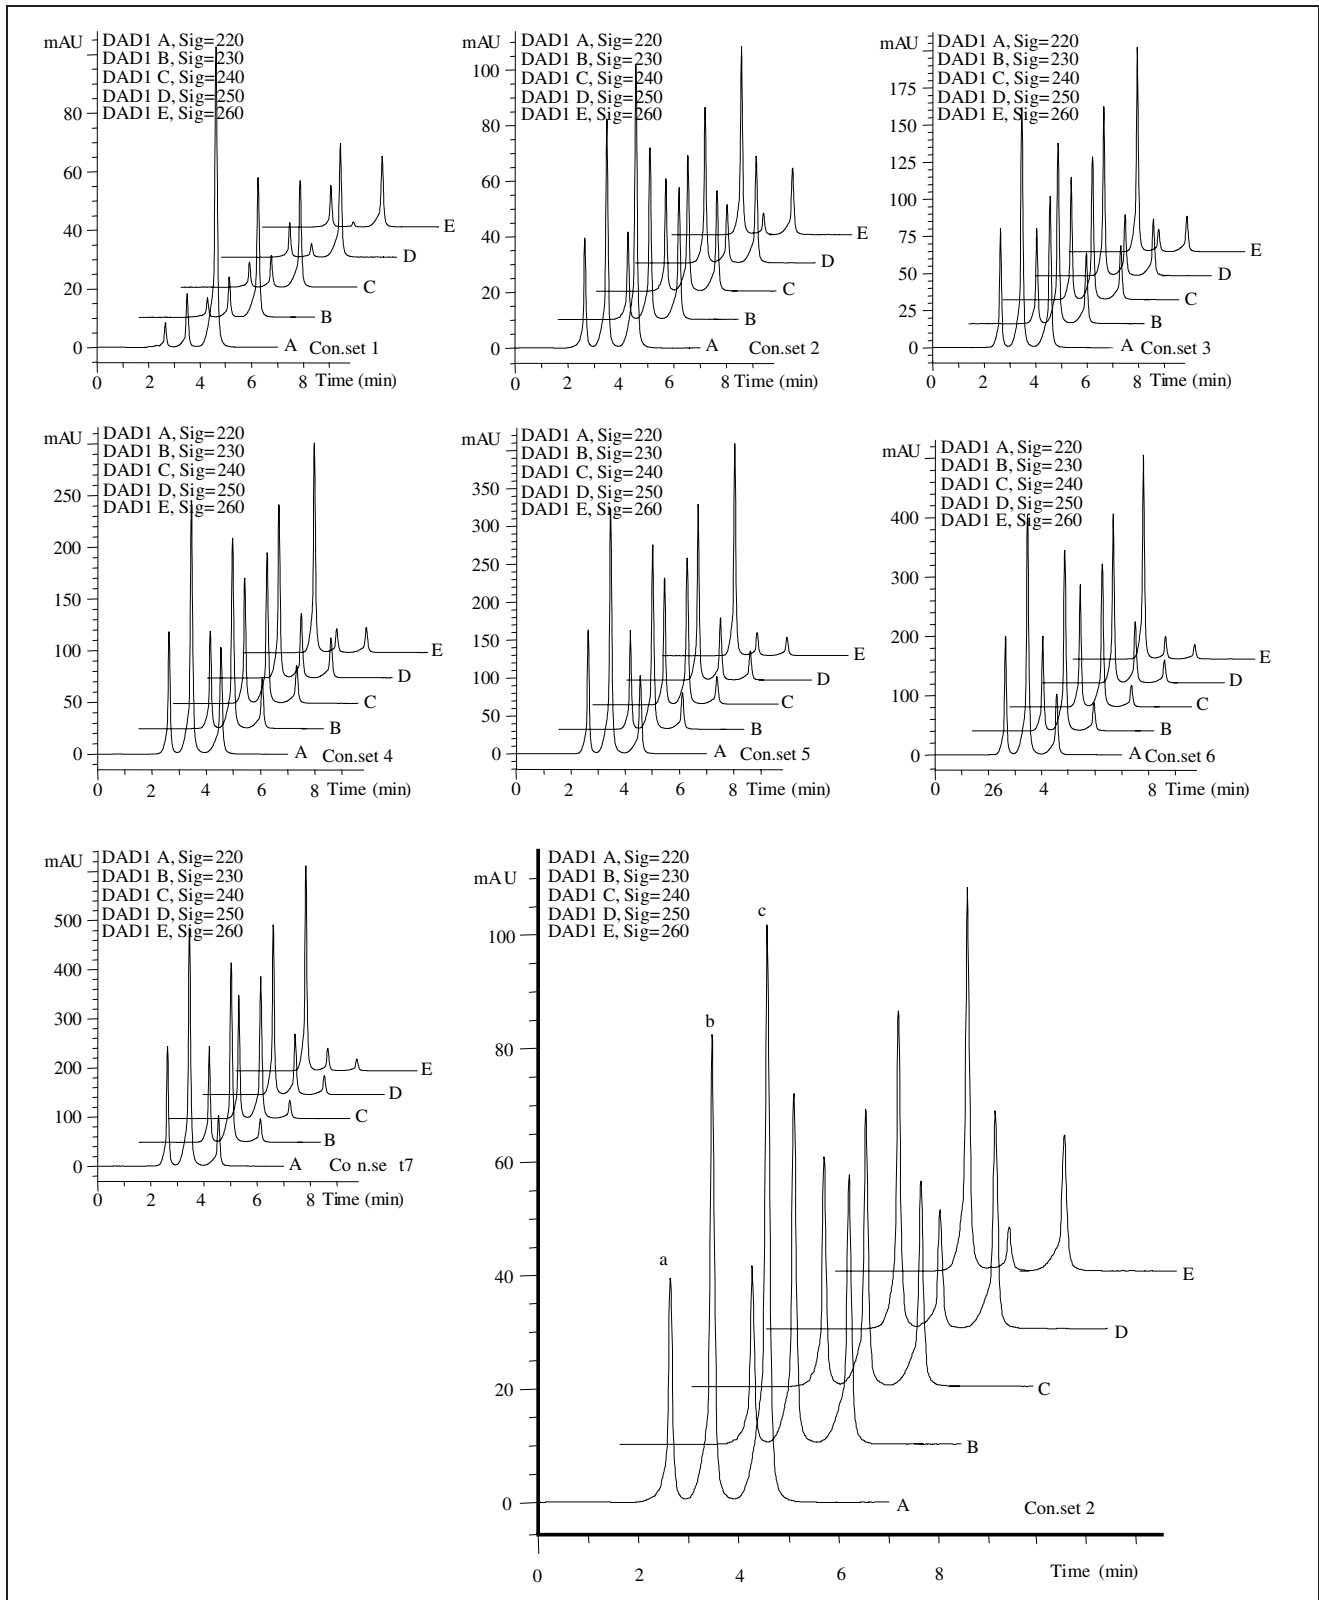 mAU
DAD1 A, Sig=220
DAD1 B, Sig=230
DAD1 C, Sig=240
DAD1 D, Sig=250
DAD1 E, Sig=260
80
60
40
20
0
E
D
C
B
A Con.set 1
0 2 4 6 8 Time (min)
mAU
DAD1 A, Sig=220
DAD1 B, Sig=230
DAD1 C, Sig=240
DAD1 D, Sig=250
DAD1 E, Sig=260
100
80
60
40
20
0
E
D
C
B
A Con.set 2
0 2 4 6 8 Time (min)
mAU
DAD1 A, Sig=220
DAD1 B, Sig=230
DAD1 C, Sig=240
DAD1 D, Sig=250
DAD1 E, Sig=260
175
150
125
100
75
50
25
0
E
D
C
B
A Con.set 3
0 2 4 6 8 Time (min)
mAU
DAD1 A, Sig=220
DAD1 B, Sig=230
DAD1 C, Sig=240
DAD1 D, Sig=250
DAD1 E, Sig=260
250
200
150
100
50
0
E
D
C
B
A Con.set 4
0 2 4 6 8 Time (min)
mAU
DAD1 A, Sig=220
DAD1 B, Sig=230
DAD1 C, Sig=240
DAD1 D, Sig=250
DAD1 E, Sig=260
350
300
250
200
150
100
50
0
E
D
C
B
A Con.set 5
0 2 4 6 8 Time (min)
mAU
DAD1 A, Sig=220
DAD1 B, Sig=230
DAD1 C, Sig=240
DAD1 D, Sig=250
DAD1 E, Sig=260
400
300
200
100
0
E
D
C
B
A Con.set 6
0 26 4 8 Time (min)
mAU
DAD1 A, Sig=220
DAD1 B, Sig=230
DAD1 C, Sig=240
DAD1 D, Sig=250
DAD1 E, Sig=260
500
400
300
200
100
0
E
D
C
B
A Co n.se t7
0 2 4 6 8 Time (min)
mAU
DAD1 A, Sig=220
DAD1 B, Sig=230
DAD1 C, Sig=240
DAD1 D, Sig=250
DAD1 E, Sig=260
100
80
60
40
20
0
a
b
c
E
D
C
B
A Con.set 2
0 2 4 6 8 Time (min)